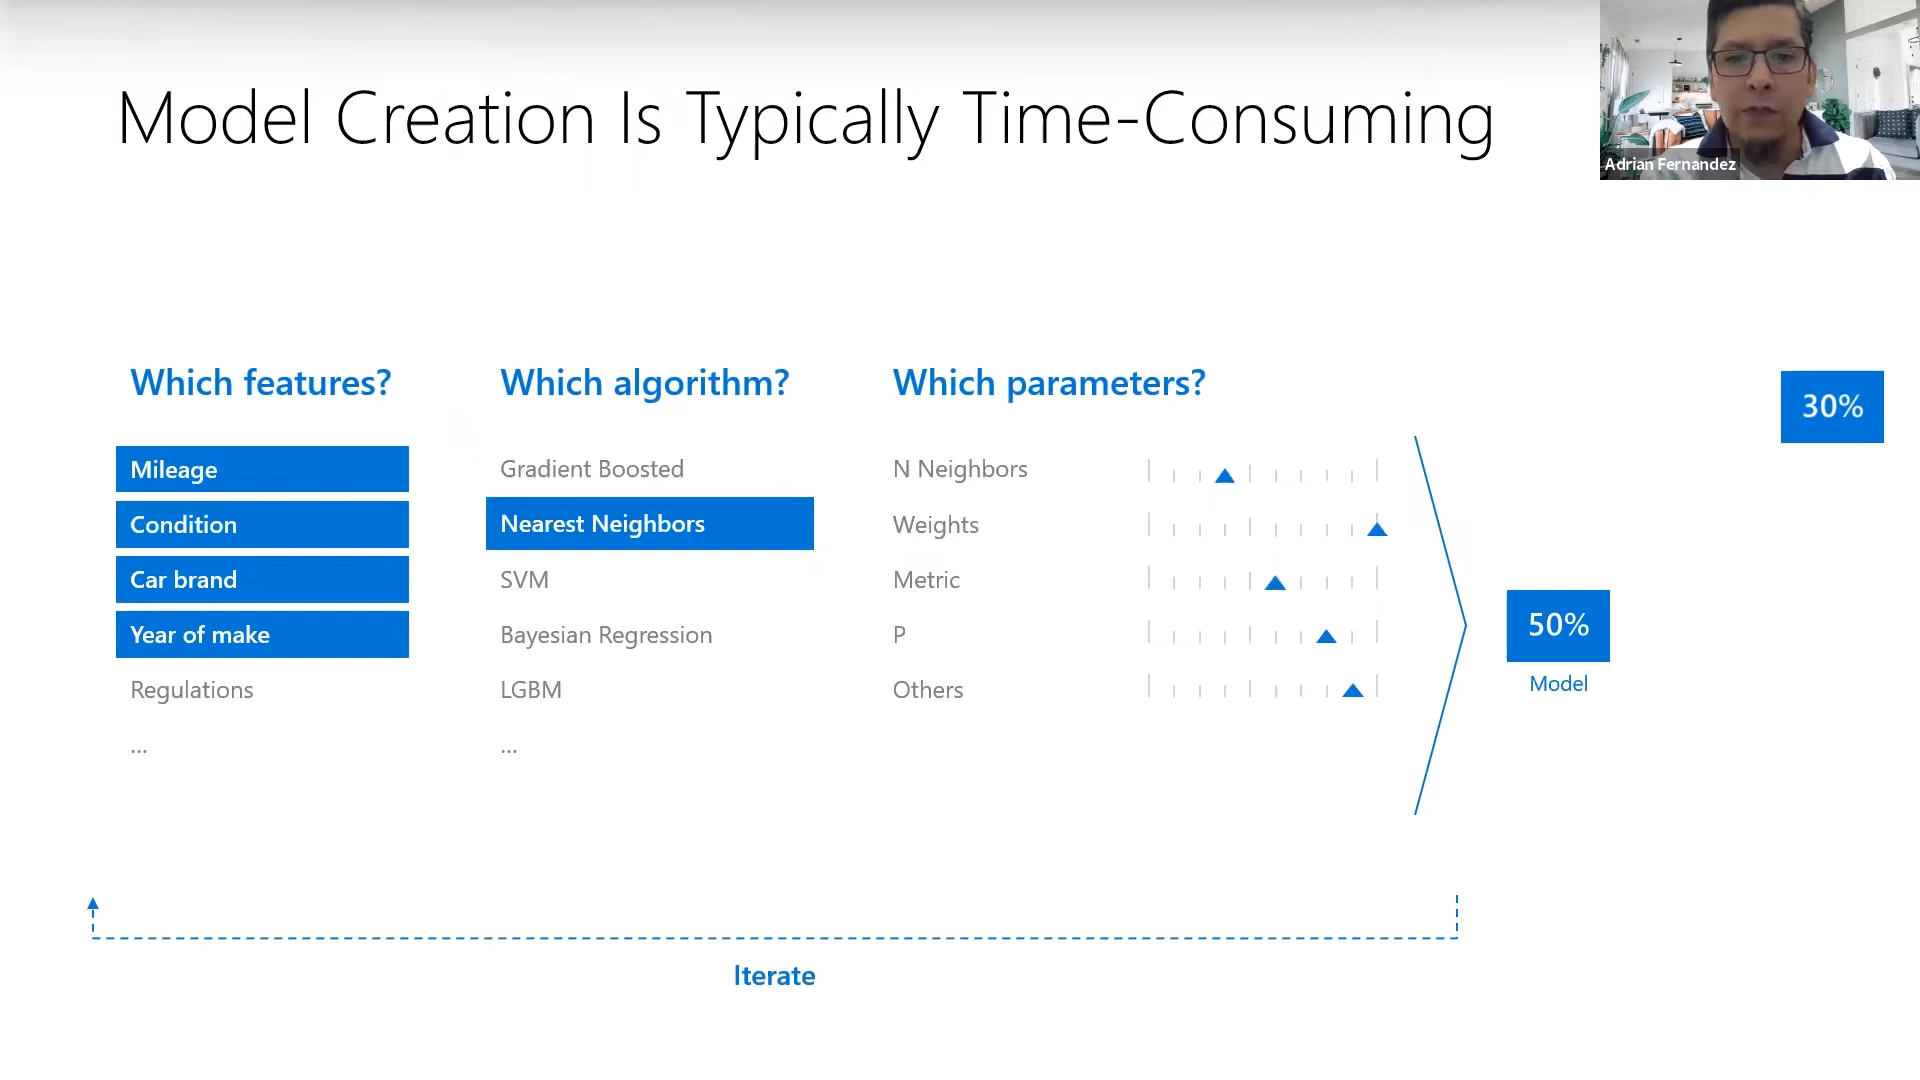 Model Creation Is Typically Time-Consuming
Adrian Fernandez
Which features?
Mileage
Condition
Car brand
Year of make
Regulations
...
Which algorithm?
Gradient Boosted
Nearest Neighbors
SVM
Bayesian Regression
LGBM
...
Which parameters?
N Neighbors
Weights
Metric
P
Others
50%
Model
30%
Iterate